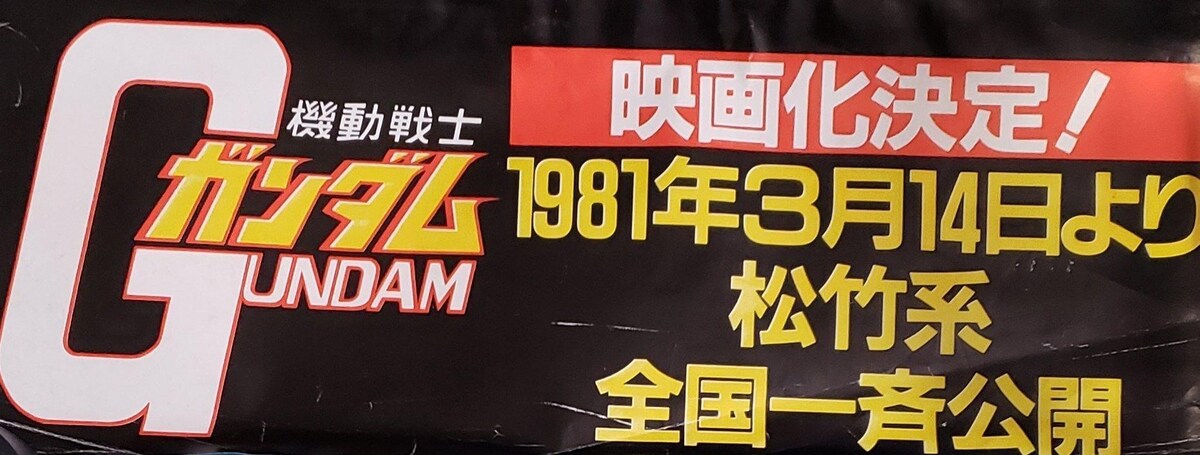 機動戦士
ガンダム
GUNDAM
映画化決定!
1981年3月14日より
松竹系
全国一斉公開